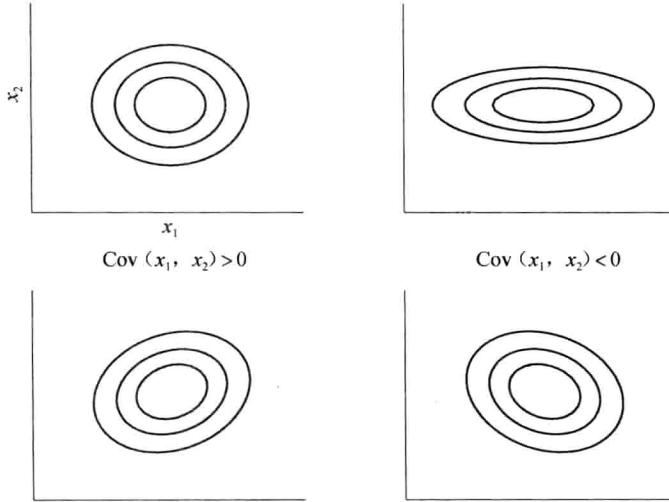 x₂
x₁
Cov (x₁, x₂) > 0
Cov (x₁, x₂) < 0